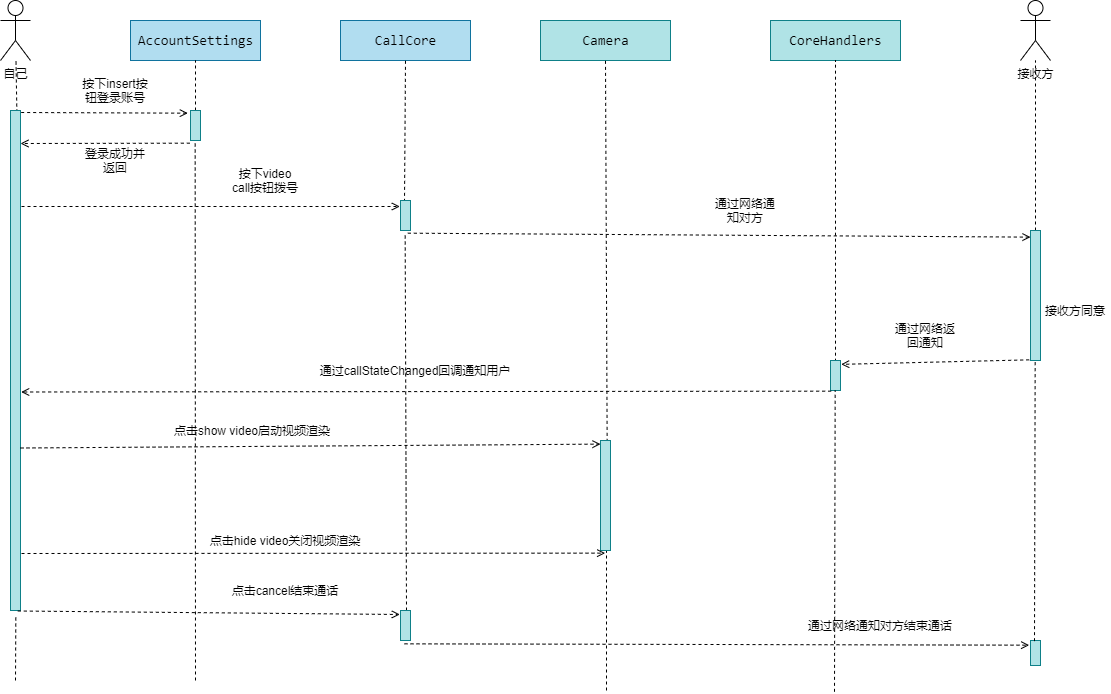 AccountSettings
CallCore
Camera
CoreHandlers
自己
接收方
按下insert按
钮登录账号
登录成功并
返回
按下video
call按钮拨号
通过网络通
知对方
接收方同意
通过网络返
回通知
通过callStateChanged回调通知用户
点击show video启动视频渲染
点击hide video关闭视频渲染
点击cancel结束通话
通过网络通知对方结束通话